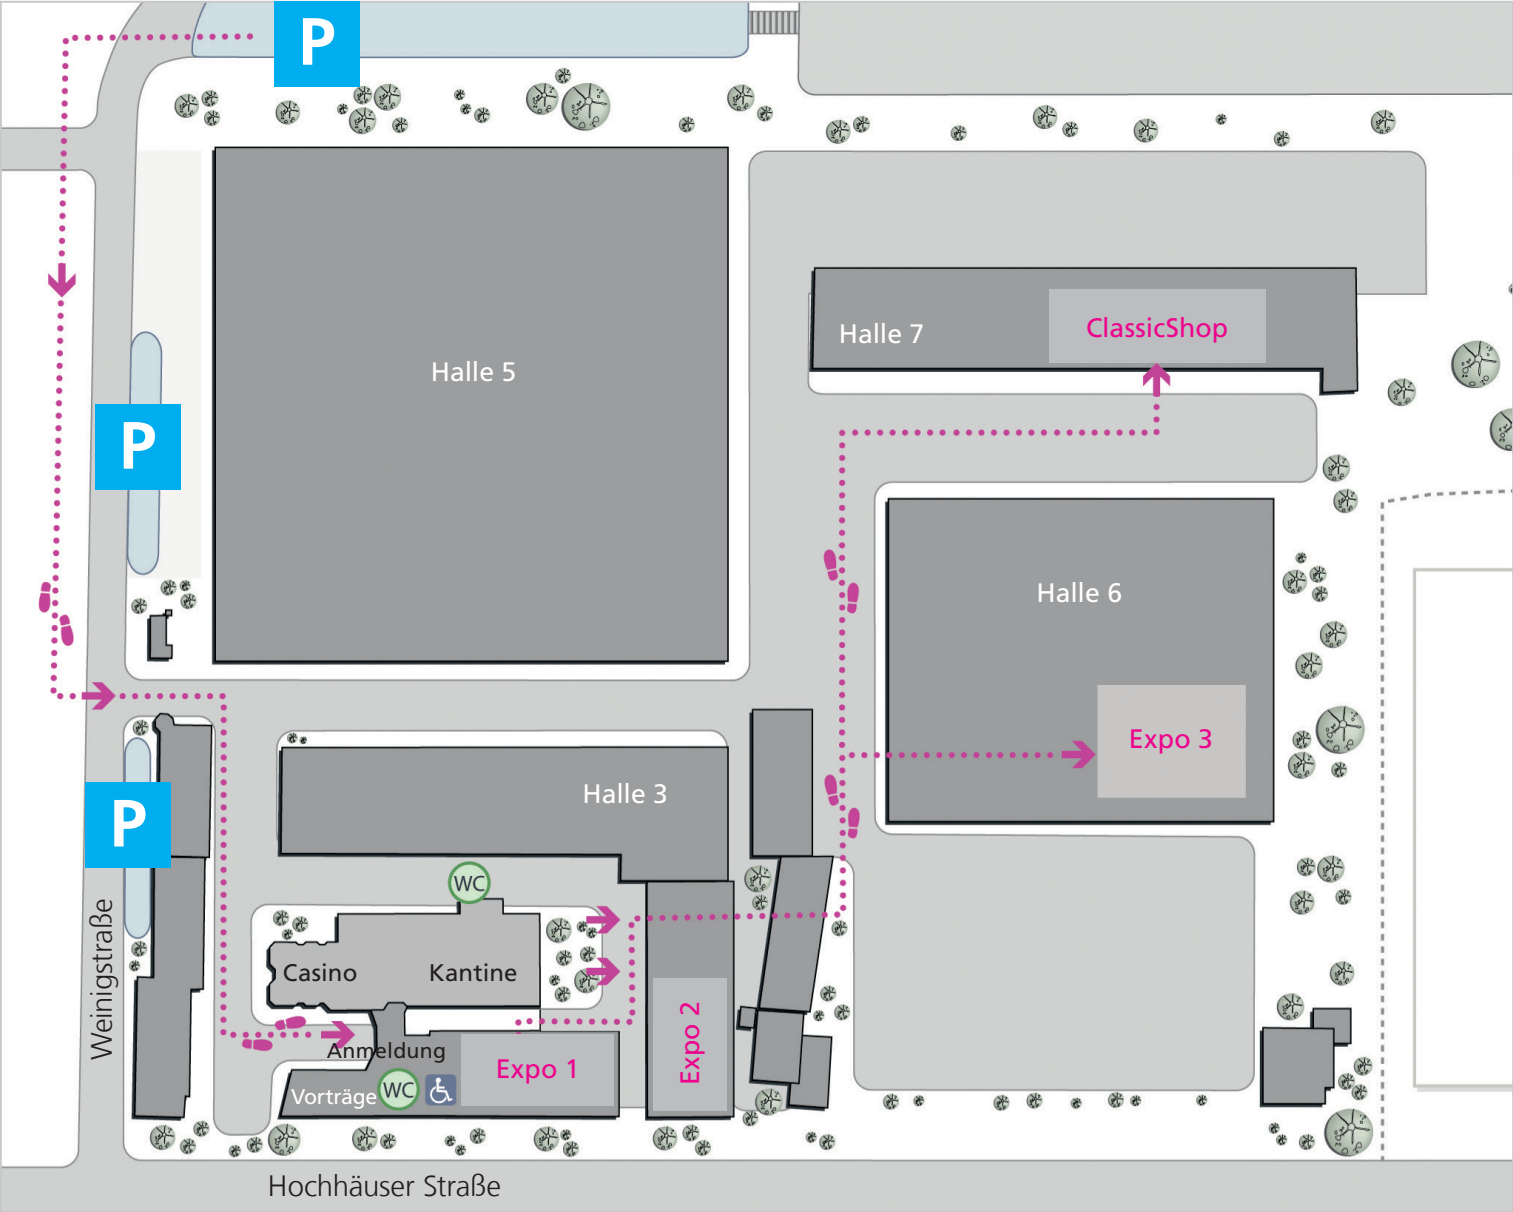 P
Halle 7
ClassicShop
Halle 5
P
Halle 6
Expo 3
Halle 3
P
WC
Weinigstraße
Casino
Kantine
Expo 2
Anmeldung
Expo 1
Vorträge
WC
Hochhäuser Straße